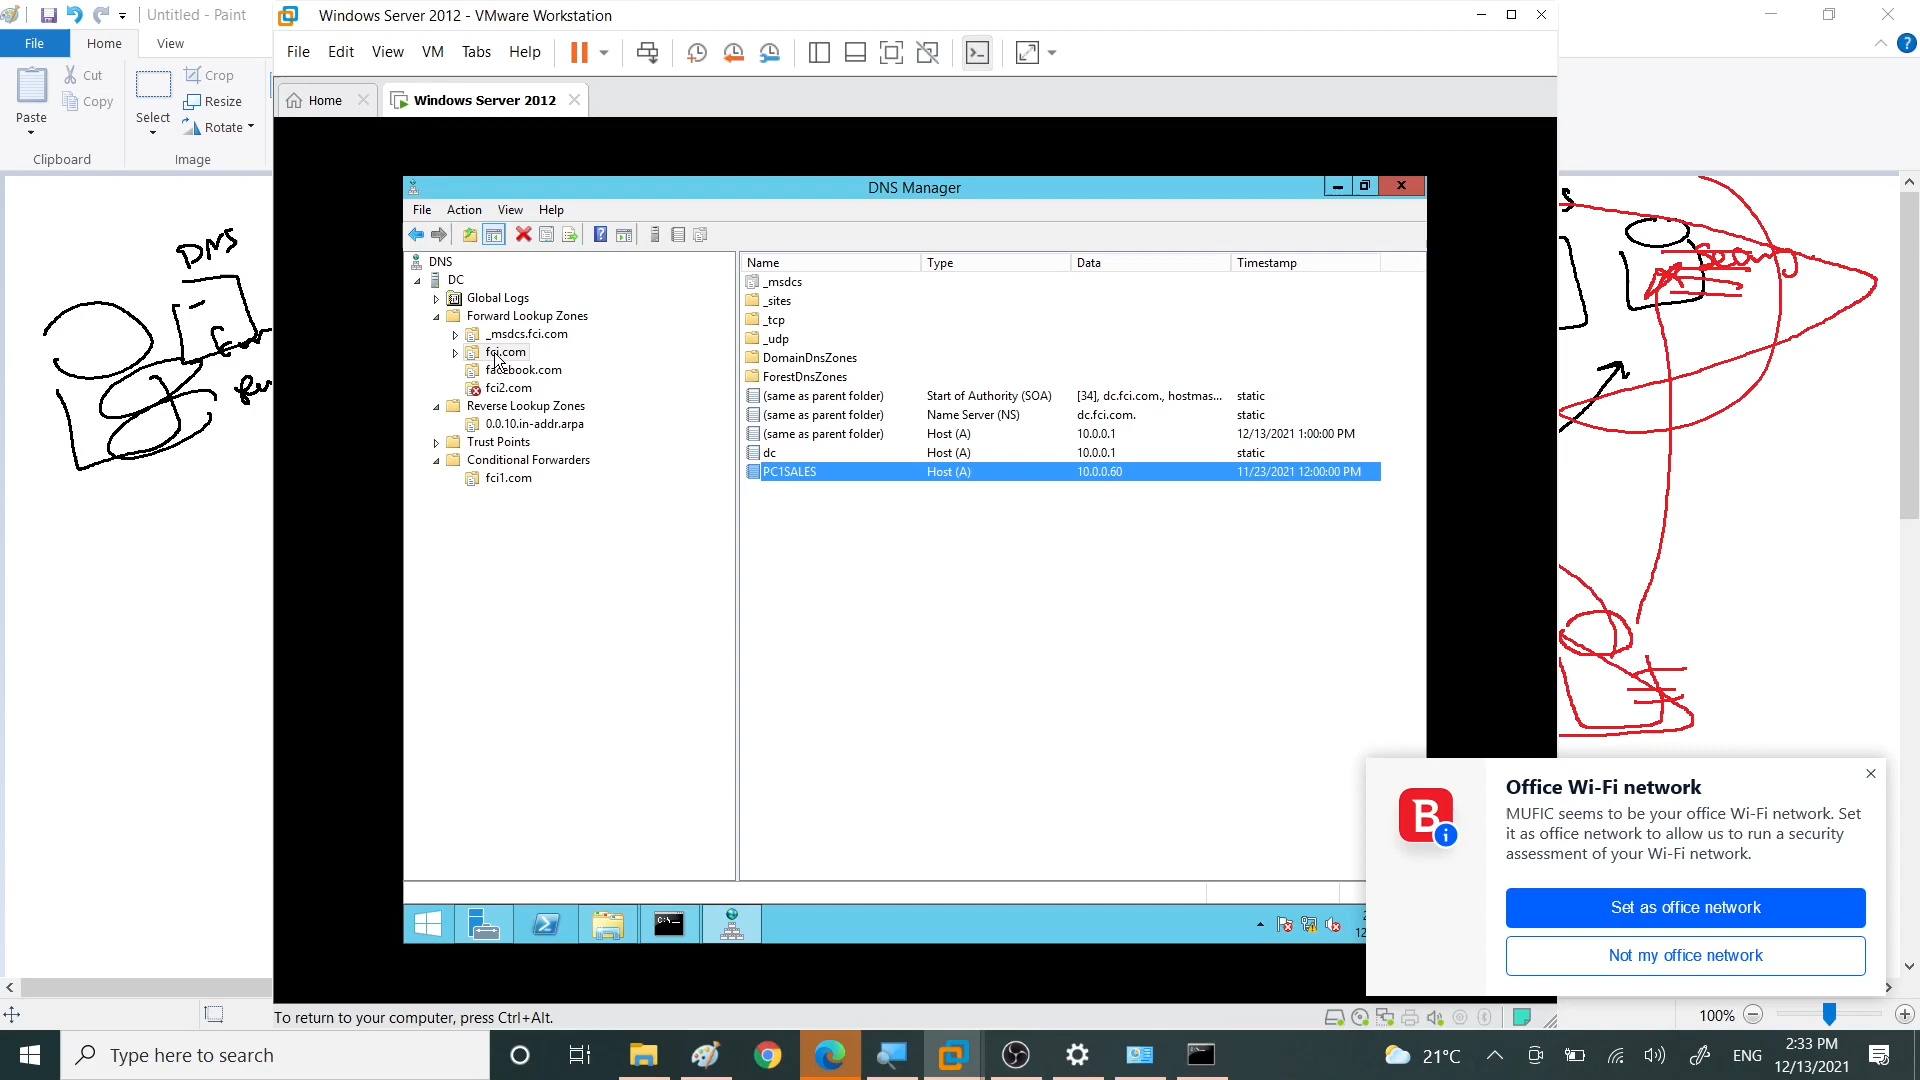 Untitled - Paint
File
Home
View
Cut
Copy
Paste
Clipboard
Crop
Resize
Rotate
Select
Image
Windows Server 2012 - VMware Workstation
File Edit View VM Tabs Help
Home
Windows Server 2012
DNS Manager
File Action View Help
DNS
DC
Global Logs
Forward Lookup Zones
_msdcs.fci.com
fci.com
facebook.com
fci2.com
Reverse Lookup Zones
0.0.10.in-addr.arpa
Trust Points
Conditional Forwarders
fci1.com
Name Type Data Timestamp
_msdcs
_sites
_tcp
_udp
DomainDnsZones
ForestDnsZones
(same as parent folder) Start of Authority (SOA) [34], dc.fci.com., hostmas... static
(same as parent folder) Name Server (NS) dc.fci.com. static
(same as parent folder) Host (A) 10.0.0.1 12/13/2021 1:00:00 PM
dc Host (A) 10.0.0.1 static
PC1SALES Host (A) 10.0.0.60 11/23/2021 12:00:00 PM
DNS
Office Wi-Fi network
MUFIC seems to be your office Wi-Fi network. Set
it as office network to allow us to run a security
assessment of your Wi-Fi network.
Set as office network
Not my office network
To return to your computer, press Ctrl+Alt.
100%
Type here to search
21°C
ENG
2:33 PM
12/13/2021